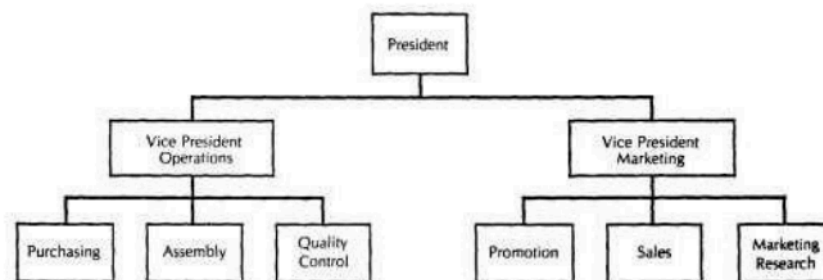 President
Vice President
Operations
Vice President
Marketing
Purchasing
Assembly
Quality
Control
Promotion
Sales
Marketing
Research